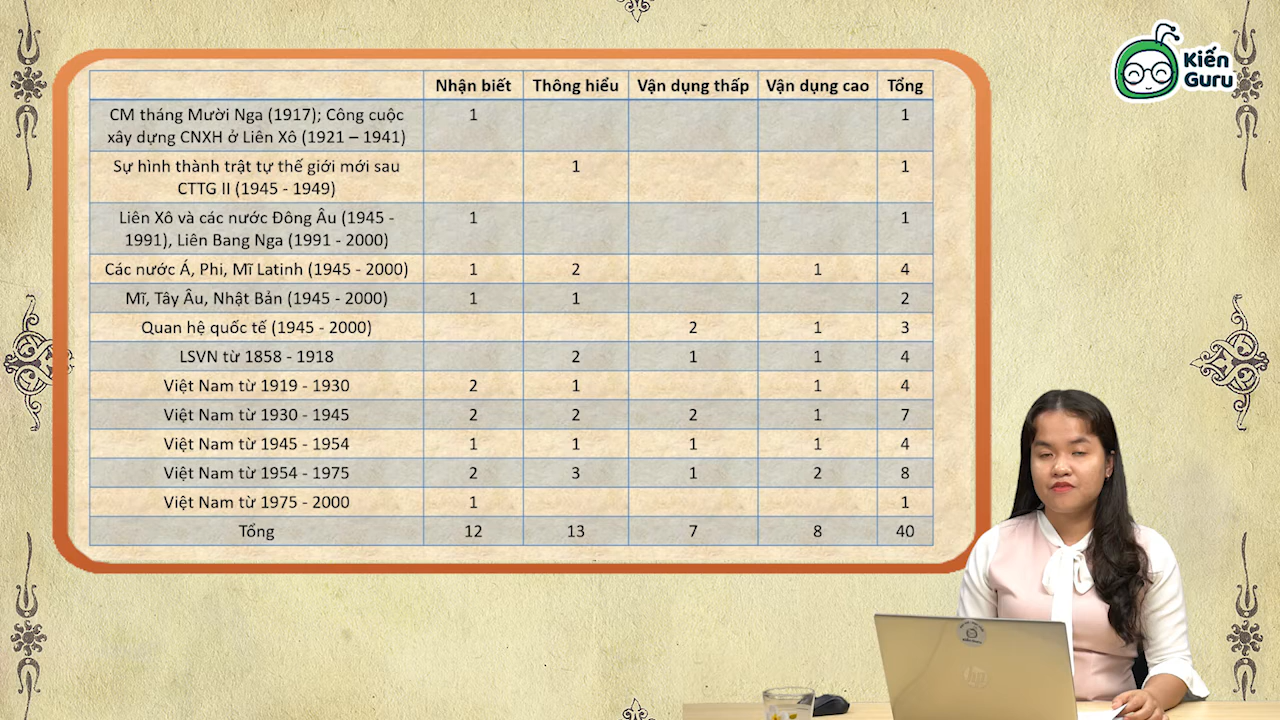 Kiến
Guru
Nhận biết Thông hiểu Vận dụng thấp Vận dụng cao Tổng
CM tháng Mười Nga (1917); Công cuộc 1 1
xây dựng CNXH ở Liên Xô (1921 – 1941)
Sự hình thành trật tự thế giới mới sau 1 1
CTTG II (1945 - 1949)
Liên Xô và các nước Đông Âu (1945 - 1 1
1991), Liên Bang Nga (1991 - 2000)
Các nước Á, Phi, Mĩ Latinh (1945 - 2000) 1 2 1 4
Mĩ, Tây Âu, Nhật Bản (1945 - 2000) 1 1 2
Quan hệ quốc tế (1945 - 2000) 2 1 3
LSVN từ 1858 - 1918 2 1 1 4
Việt Nam từ 1919 - 1930 2 1 1 4
Việt Nam từ 1930 - 1945 2 2 2 1 7
Việt Nam từ 1945 - 1954 1 1 1 1 4
Việt Nam từ 1954 - 1975 2 3 1 2 8
Việt Nam từ 1975 - 2000 1 1
Tổng 12 13 7 8 40